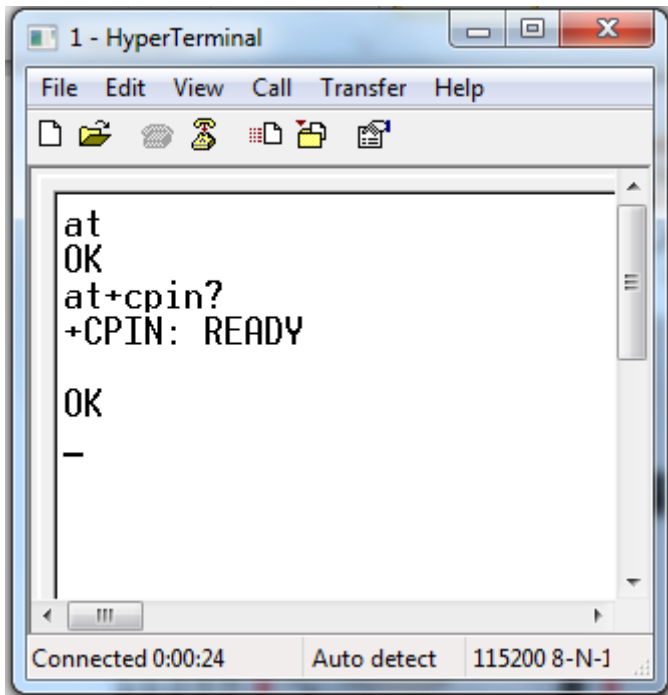 1 - HyperTerminal
File Edit View Call Transfer Help
at
OK
at+cpin?
+CPIN: READY
OK
Connected 0:00:24 Auto detect 115200 8-N-1